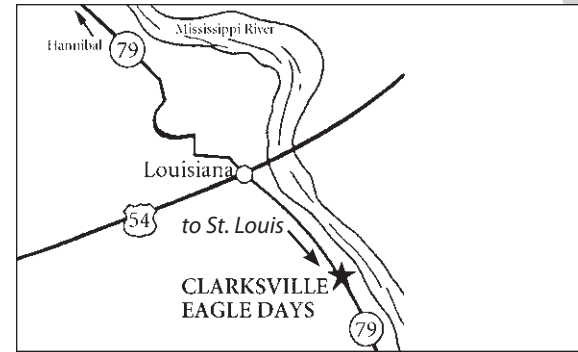 Mississippi River
Hannibal
79
Louisiana
54
to St. Louis
CLARKSVILLE
EAGLE DAYS
79